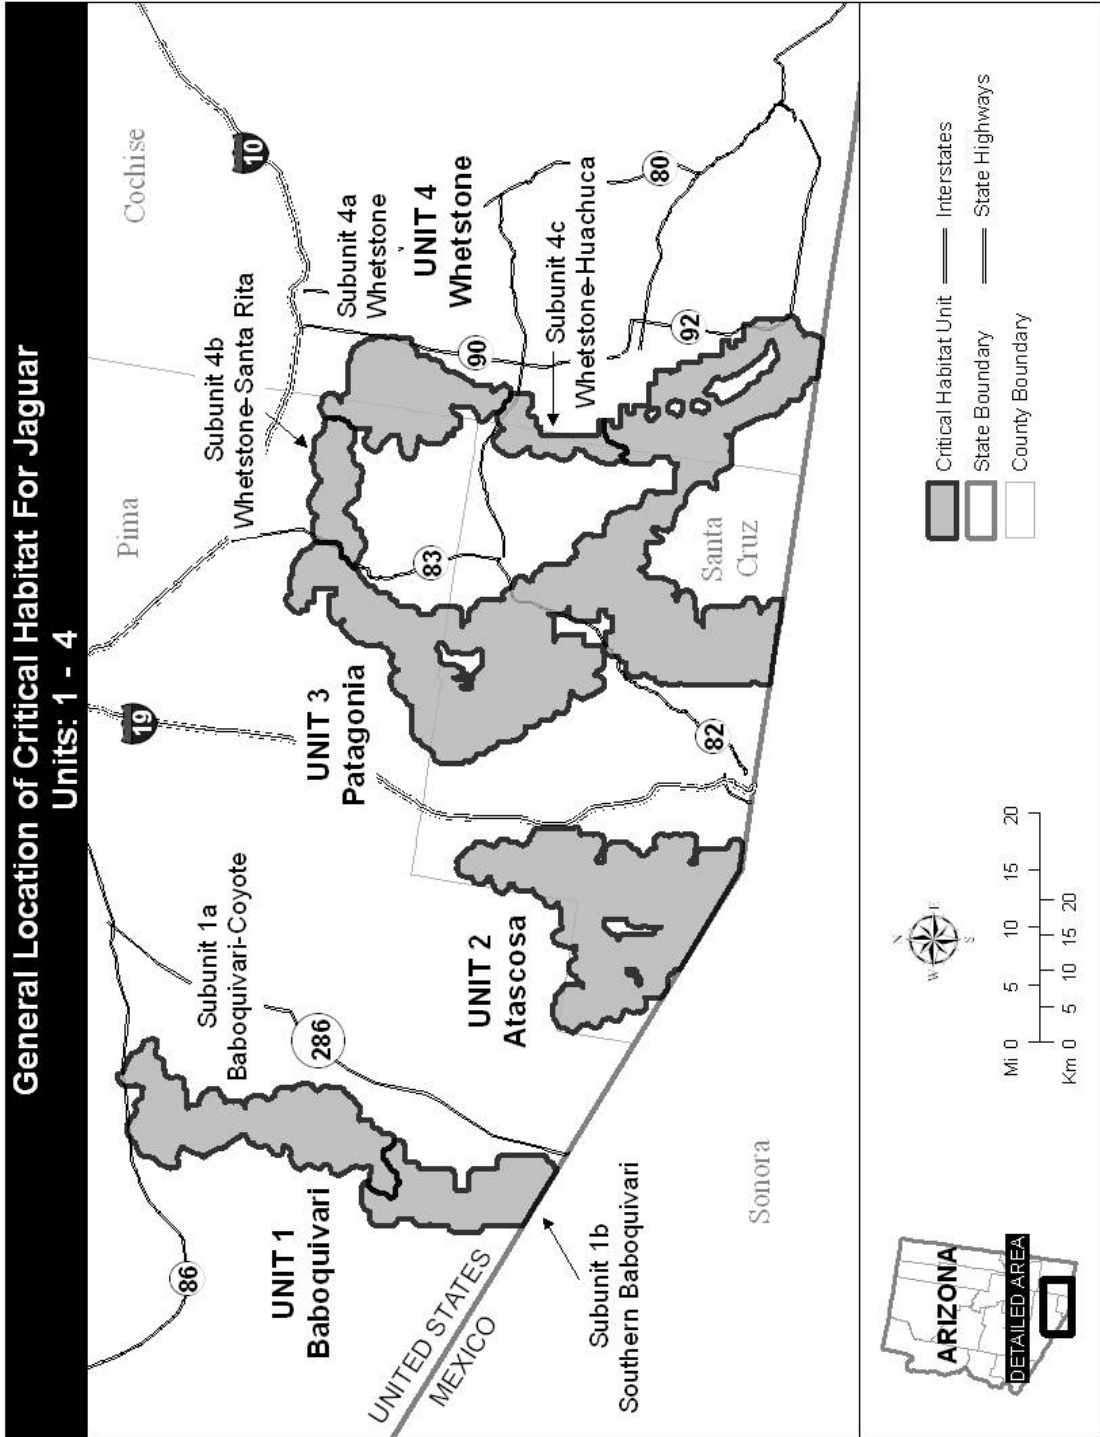 General Location of Critical Habitat For Jaguar
Units: 1 - 4
Cochise
Pima
10
19
Subunit 4b
Whetstone-Santa Rita
Subunit 4a
Whetstone
UNIT 4
Whetstone
Subunit 4c
Whetstone-Huachuca
90
80
92
83
82
Santa
Cruz
UNIT 3
Patagonia
Subunit 1a
Baboquivari-Coyote
286
86
UNIT 2
Atascosa
UNIT 1
Baboquivari
Subunit 1b
Southern Baboquivari
UNITED STATES
MEXICO
Sonora
ARIZONA
DETAILED AREA
N
W
E
S
Mi 0 5 10 15 20
Km 0 5 10 15 20
Critical Habitat Unit
Interstates
State Boundary
State Highways
County Boundary